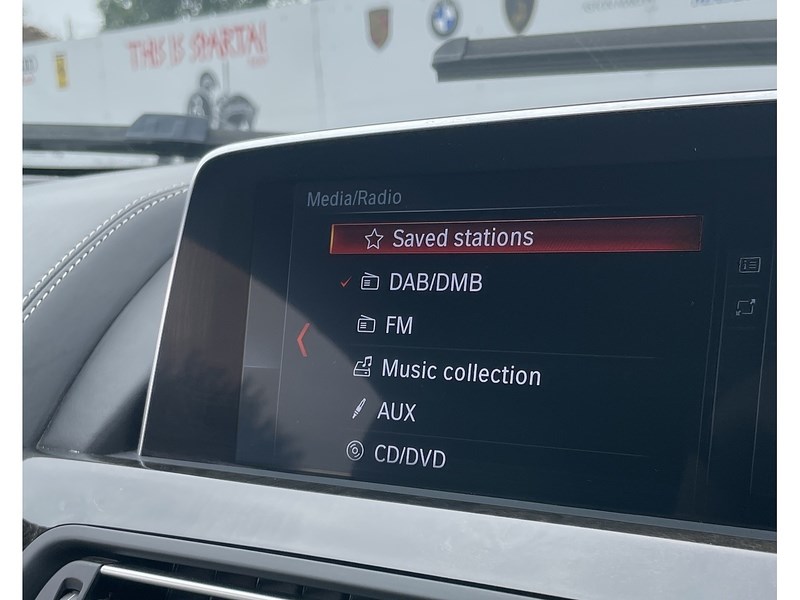 THIS IS SPARTA!
Media/Radio
Saved stations
DAB/DMB
FM
Music collection
AUX
CD/DVD